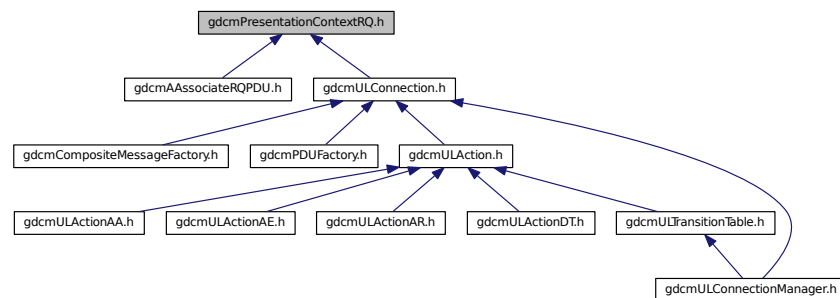 gdcmPresentationContextRQ.h
gdcmAAssociateRQPDU.h
gdcmULConnection.h
gdcmCompositeMessageFactory.h
gdcmPDUFactory.h
gdcmULAction.h
gdcmULActionAA.h
gdcmULActionAE.h
gdcmULActionAR.h
gdcmULActionDT.h
gdcmULTransitionTable.h
gdcmULConnectionManager.h